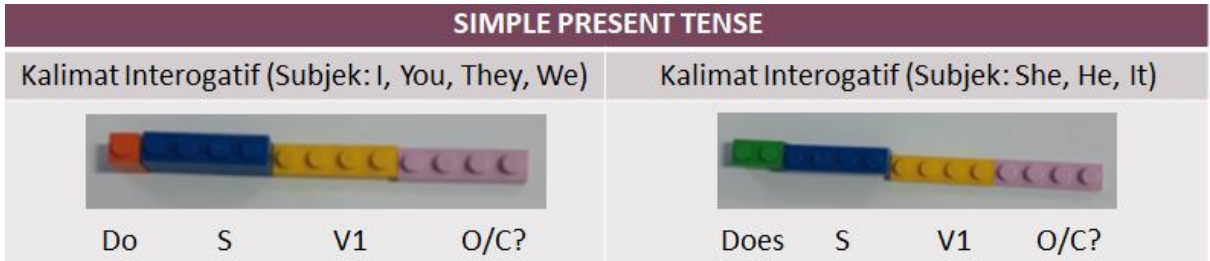 SIMPLE PRESENT TENSE
Kalimat Interogatif (Subjek: I, You, They, We)
Kalimat Interogatif (Subjek: She, He, It)
Do S V1 O/C?
Does S V1 O/C?